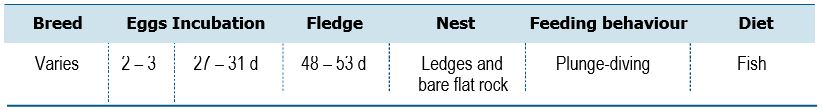 Breed Eggs Incubation Fledge Nest Feeding behaviour Diet
Varies 2 – 3 27 – 31 d 48 – 53 d Ledges and bare flat rock Plunge-diving Fish